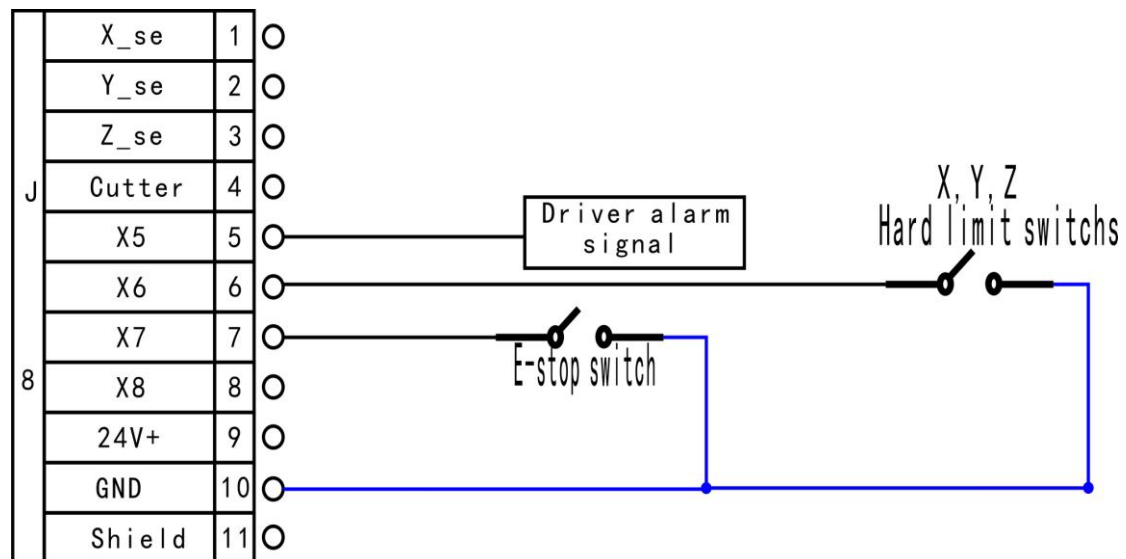 X_se 1
Y_se 2
Z_se 3
J
Cutter 4
X5 5
Driver alarm
signal
X, Y, Z
Hard limit switchs
X6 6
X7 7
E-stop switch
8
X8 8
24V+ 9
GND 10
Shield 11